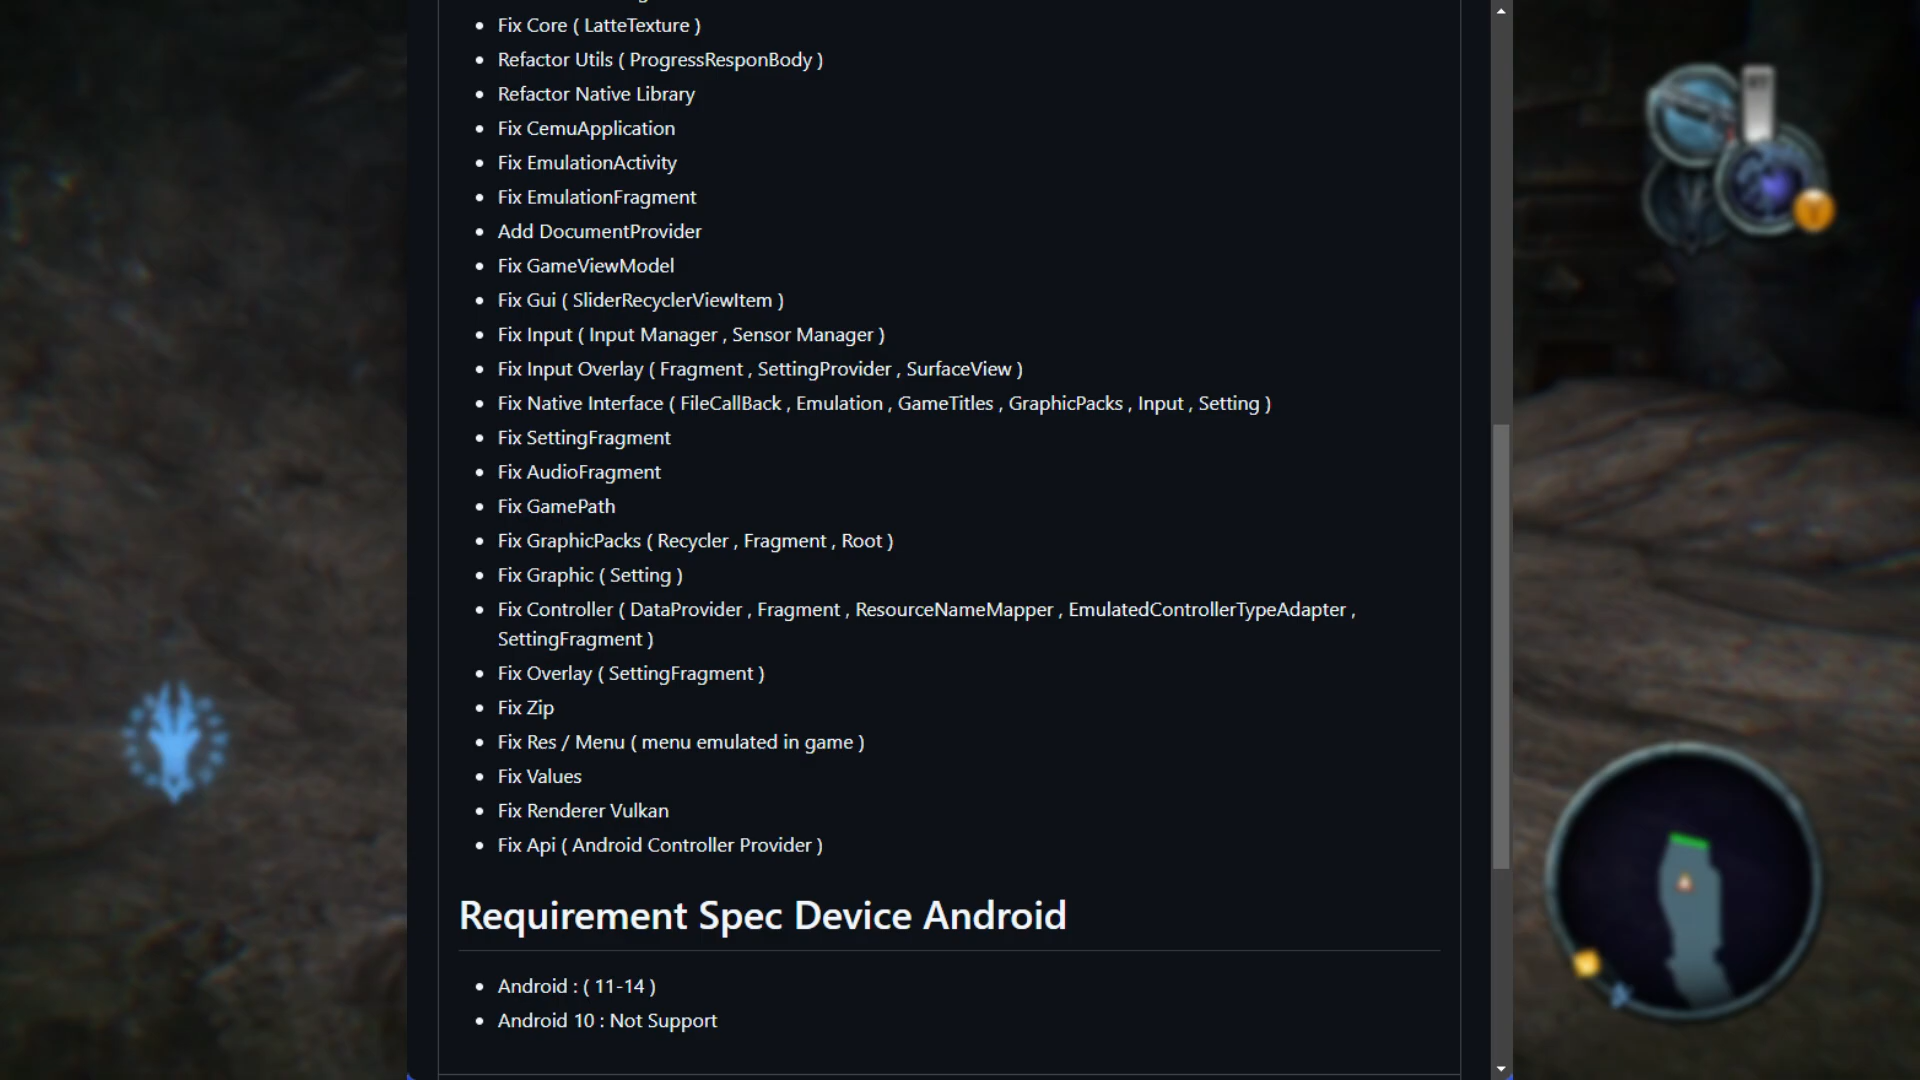 Fix Core ( LatteTexture )
Refactor Utils ( ProgressResponBody )
Refactor Native Library
Fix CemuApplication
Fix EmulationActivity
Fix EmulationFragment
Add DocumentProvider
Fix GameViewModel
Fix Gui ( SliderRecyclerViewItem )
Fix Input ( Input Manager , Sensor Manager )
Fix Input Overlay ( Fragment , SettingProvider , SurfaceView )
Fix Native Interface ( FileCallBack , Emulation , GameTitles , GraphicPacks , Input , Setting )
Fix SettingFragment
Fix AudioFragment
Fix GamePath
Fix GraphicPacks ( Recycler , Fragment , Root )
Fix Graphic ( Setting )
Fix Controller ( DataProvider , Fragment , ResourceNameMapper , EmulatedControllerTypeAdapter ,
SettingFragment )
Fix Overlay ( SettingFragment )
Fix Zip
Fix Res / Menu ( menu emulated in game )
Fix Values
Fix Renderer Vulkan
Fix Api ( Android Controller Provider )
Requirement Spec Device Android
Android : ( 11-14 )
Android 10 : Not Support